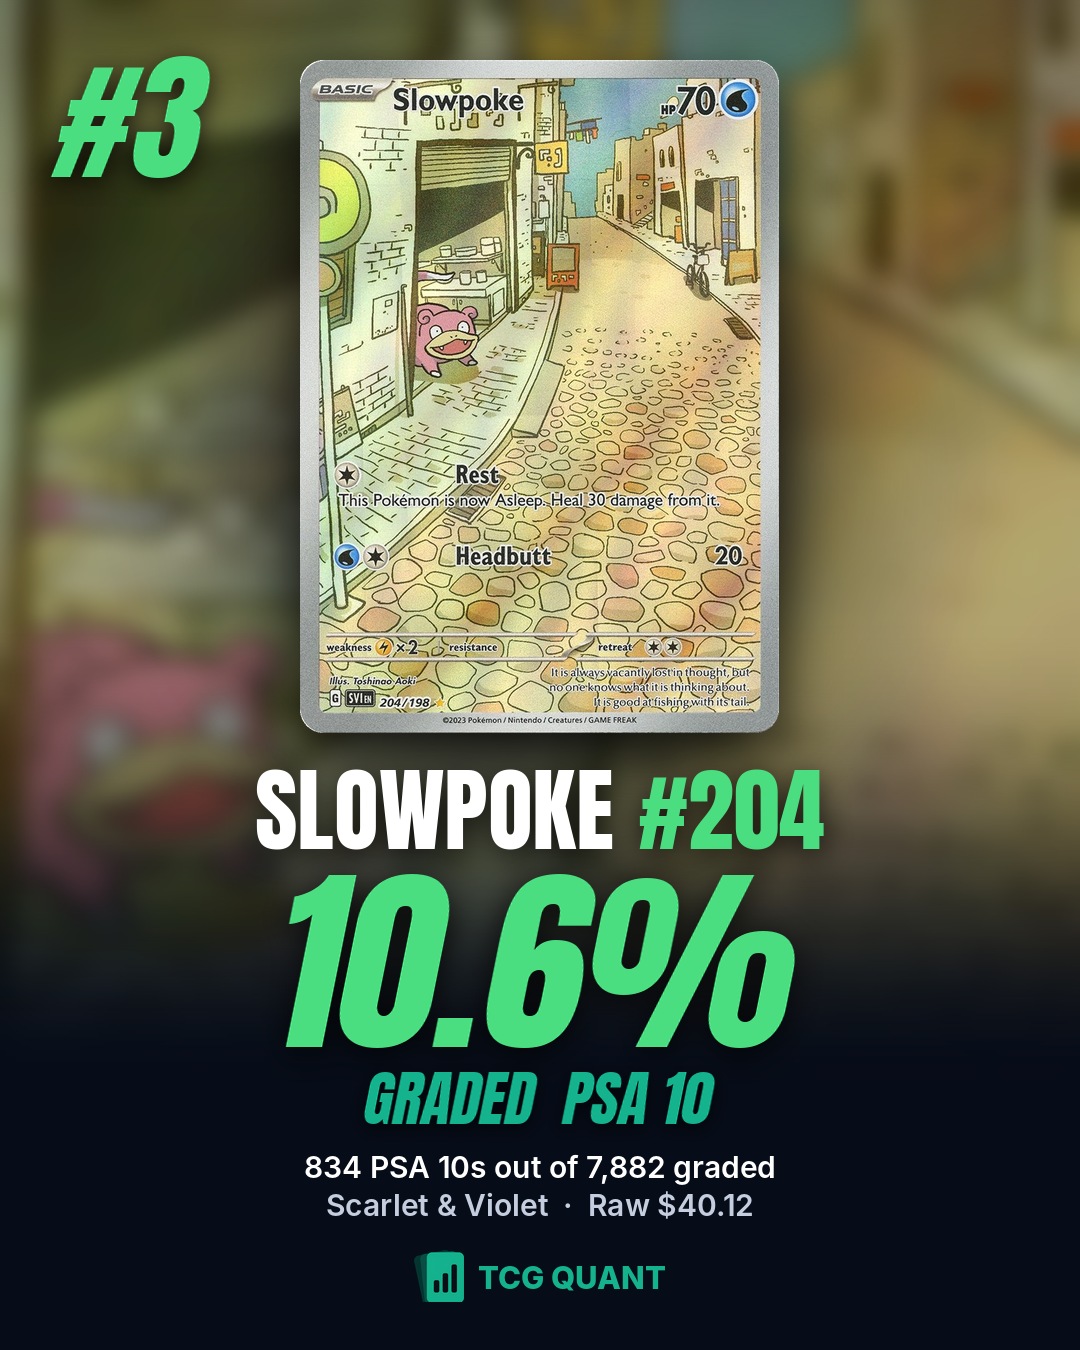 #3
BASIC Slowpoke HP 70
Rest
This Pokémon is now Asleep. Heal 30 damage from it.
Headbutt 20
weakness ×2 resistance retreat
It is always vacantly lost in thought, but
no one knows what it is thinking about.
It is good at fishing with its tail.
Illus. Toshinao Aoki
G SVI EN 204/198
©2023 Pokémon / Nintendo / Creatures / GAME FREAK
SLOWPOKE #204
10.6%
GRADED PSA 10
834 PSA 10s out of 7,882 graded
Scarlet & Violet · Raw $40.12
TCG QUANT